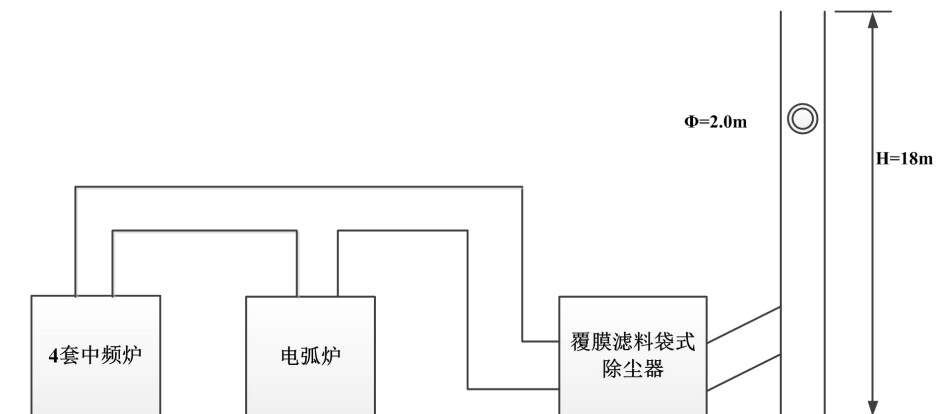 Φ=2.0m
H=18m
4套中频炉
电弧炉
覆膜滤料袋式
除尘器